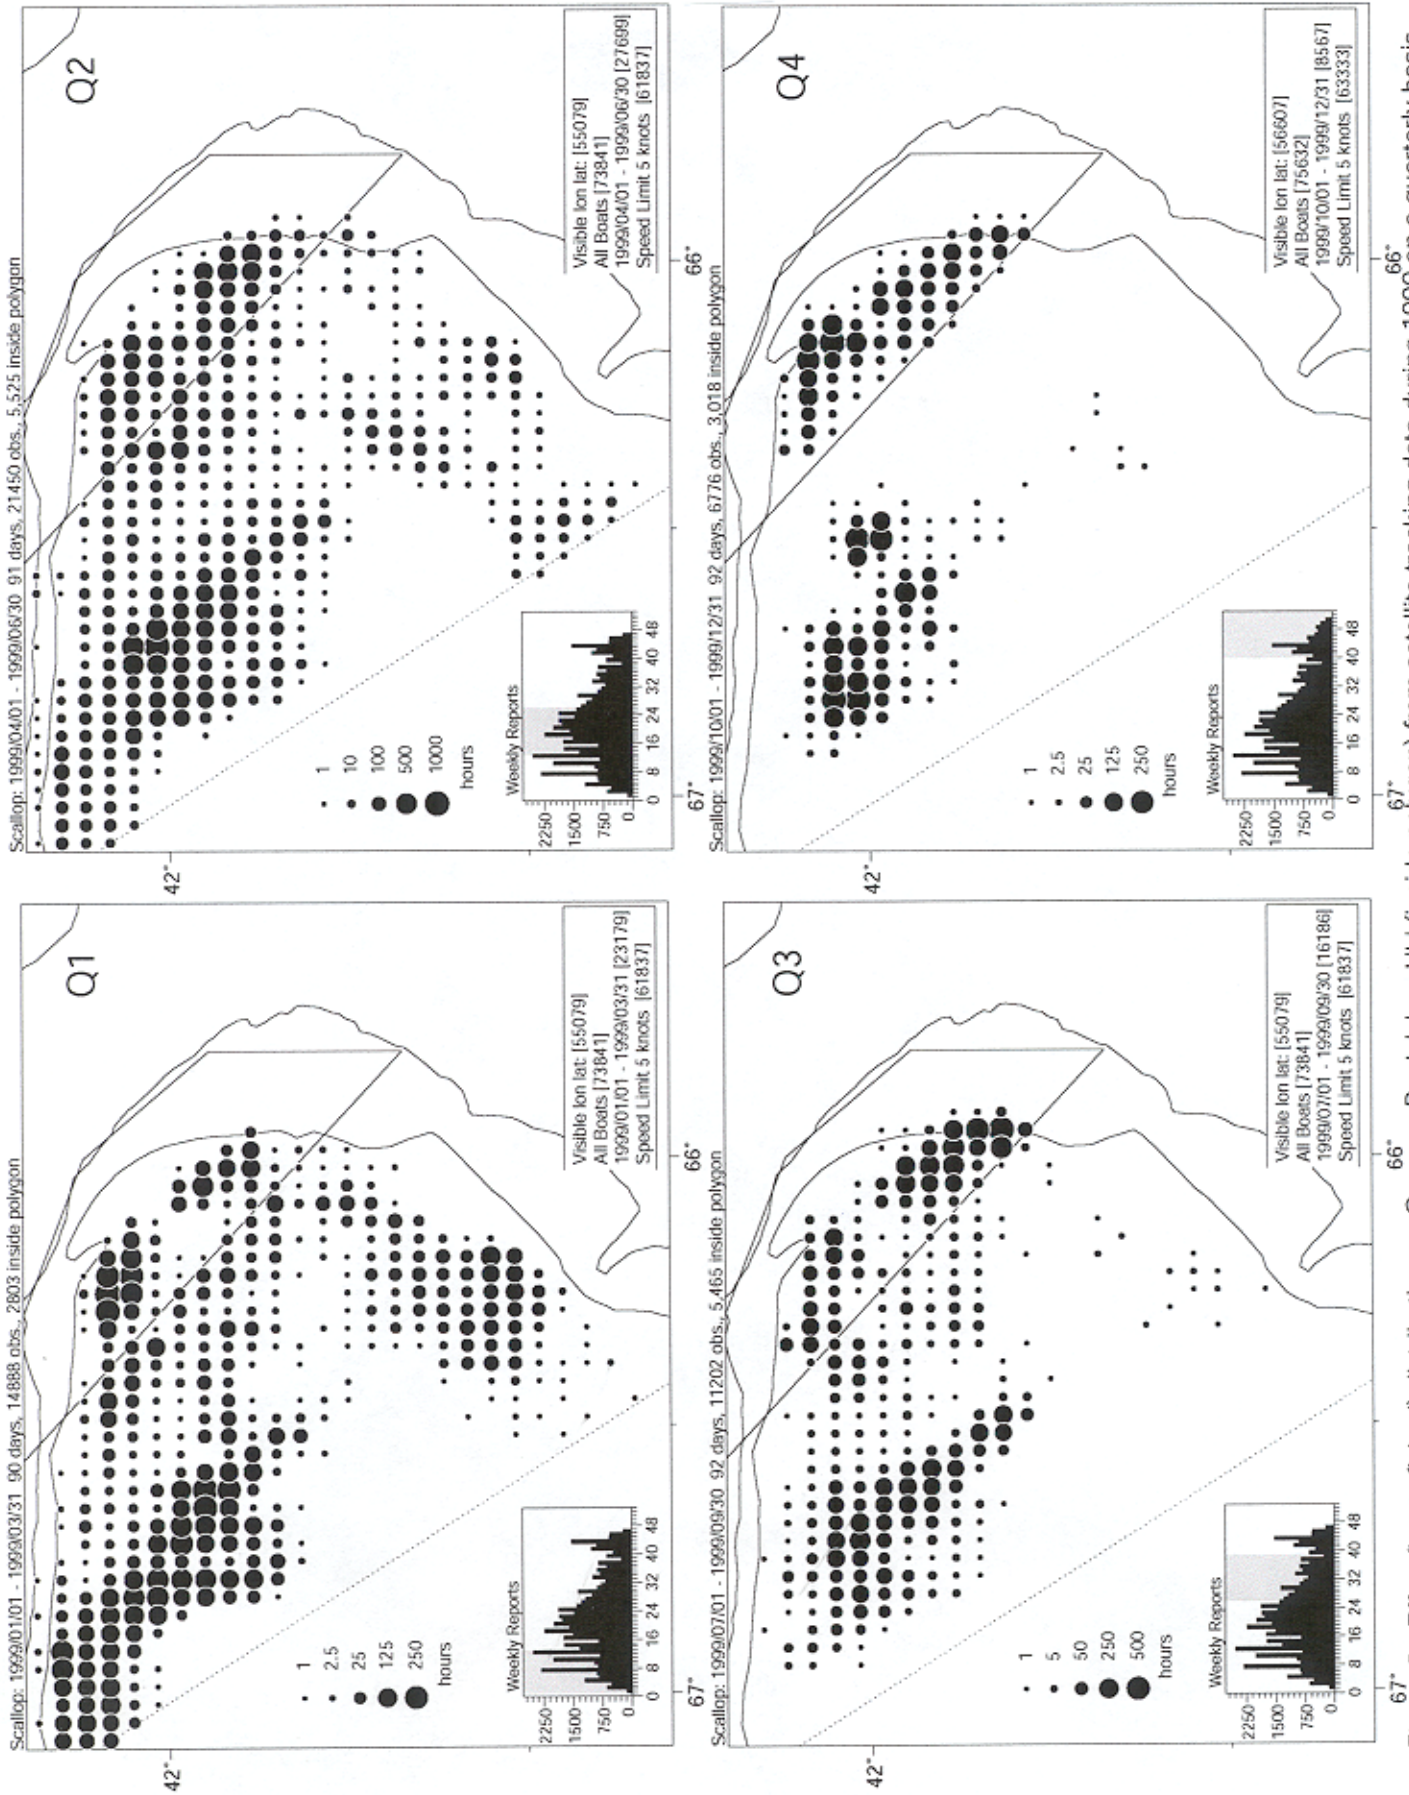 Scallop: 1999/01/01 - 1999/03/31 90 days, 14888 obs., 2803 inside polygon
Q1
42°
1
2.5
25
125
250
hours
Weekly Reports
2250
1500
750
0
0 8 16 24 32 40 48
Visible lon lat: [55079]
All Boats [73841]
1999/01/01 - 1999/03/31 [23179]
Speed Limit 5 knots [61837]
67°
66°
Scallop: 1999/04/01 - 1999/06/30 91 days, 21450 obs., 5,525 inside polygon
Q2
42°
1
10
100
500
1000
hours
Weekly Reports
2250
1500
750
0
0 8 16 24 32 40 48
Visible lon lat: [55079]
All Boats [73841]
1999/04/01 - 1999/06/30 [27699]
Speed Limit 5 knots [61837]
67°
66°
Scallop: 1999/07/01 - 1999/09/30 92 days, 11202 obs., 5,465 inside polygon
Q3
42°
1
5
50
250
500
hours
Weekly Reports
2250
1500
750
0
0 8 16 24 32 40 48
Visible lon lat: [55079]
All Boats [73841]
1999/07/01 - 1999/09/30 [16186]
Speed Limit 5 knots [61837]
67°
66°
Scallop: 1999/10/01 - 1999/12/31 92 days, 6776 obs., 3,018 inside polygon
Q4
42°
1
2.5
25
125
250
hours
Weekly Reports
2250
1500
750
0
0 8 16 24 32 40 48
Visible lon lat: [56607]
All Boats [75632]
1999/10/01 - 1999/12/31 [8567]
Speed Limit 5 knots [63333]
67°
66°
from satellite tracking data during 1999 on a quarterly basis